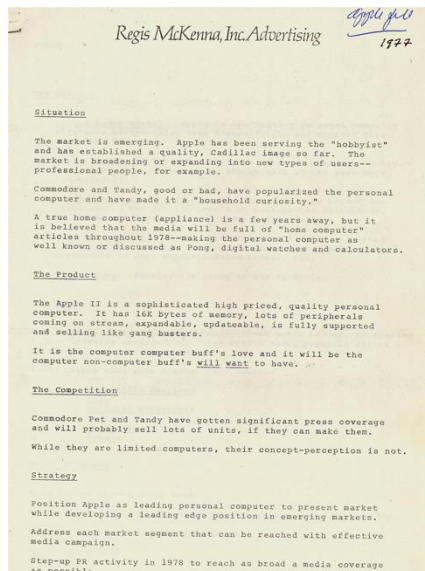 apple
1977
Regis McKenna, Inc. Advertising
Situation
The market is emerging. Apple has been serving the "hobbyist"
and has established a quality, Cadillac image so far. The
market is broadening or expanding into new types of users--
professional people, for example.
Commodore and Tandy, good or bad, have popularized the personal
computer and have made it a "household curiosity."
A true home computer (appliance) is a few years away, but it
is believed that the media will be full of "home computer"
articles throughout 1978--making the personal computer as
well known or discussed as Pong, digital watches and calculators.
The Product
The Apple II is a sophisticated high priced, quality personal
computer. It has 16K bytes of memory, lots of peripherals
coming on stream, expandable, updateable, is fully supported
and selling like gang busters.
It is the computer computer buff's love and it will be the
computer non-computer buff's will want to have.
The Competition
Commodore Pet and Tandy have gotten significant press coverage
and will probably sell lots of units, if they can make them.
While they are limited computers, their concept-perception is not.
Strategy
Position Apple as leading personal computer to present market
while developing a leading edge position in emerging markets.
Address each market segment that can be reached with effective
media campaign.
Step-up PR activity in 1978 to reach as broad a media coverage
as possible.